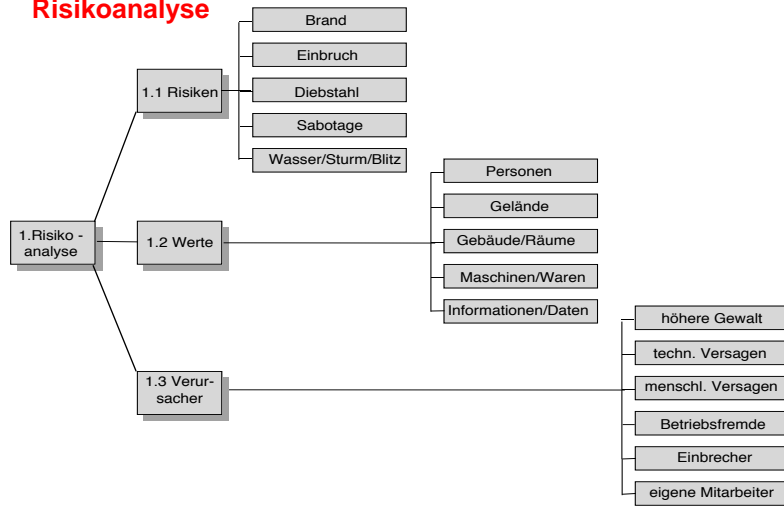 Risikoanalyse
Brand
Einbruch
1.1 Risiken
Diebstahl
Sabotage
Wasser/Sturm/Blitz
Personen
Gelände
1.Risiko -
analyse
1.2 Werte
Gebäude/Räume
Maschinen/Waren
Informationen/Daten
höhere Gewalt
techn. Versagen
1.3 Verur-
sacher
menschl. Versagen
Betriebsfremde
Einbrecher
eigene Mitarbeiter